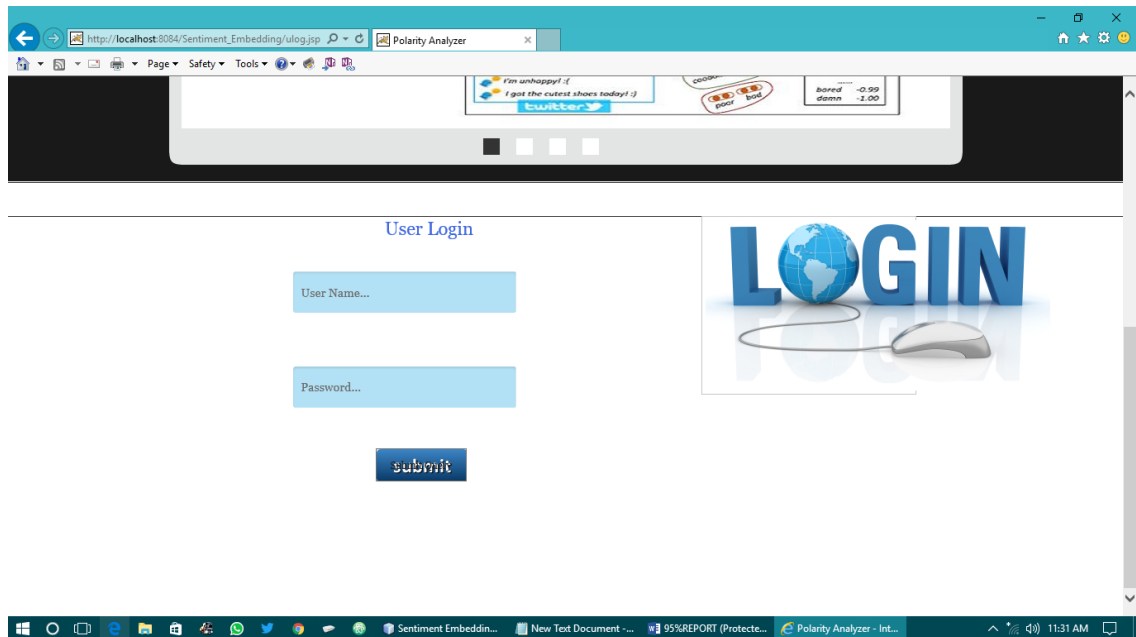 http://localhost:8084/Sentiment_Embedding/ulog.jsp
Polarity Analyzer
Page Safety Tools
I'm unhappy! :(
I got the cutest shoes today! :)
twitter
poor bad
bored -0.99
damn -1.00
User Login
LOGIN
User Name...
Password...
submit
Sentiment Embeddin...
New Text Document -...
95%REPORT (Protecte...
Polarity Analyzer - Int...
11:31 AM